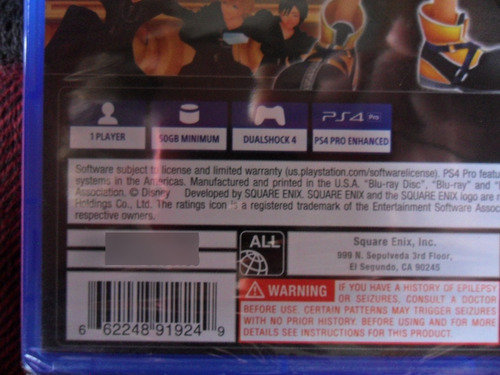 1 PLAYER
50GB MINIMUM
DUALSHOCK 4
PS4 Pro
PS4 PRO ENHANCED
Software subject to license and limited warranty (us.playstation.com/softwarelicense). PS4 Pro featu
systems in the Americas. Manufactured and printed in the U.S.A. "Blu-ray Disc", "Blu-ray" and "
Association. © Disney Developed by SQUARE ENIX. SQUARE ENIX and the SQUARE ENIX logo are r
Holdings Co., Ltd. The ratings icon is a registered trademark of the Entertainment Software Assoc
respective owners.
ALL
Square Enix, Inc.
999 N. Sepulveda 3rd Floor,
El Segundo, CA 90245
WARNING IF YOU HAVE A HISTORY OF EPILEPSY
OR SEIZURES, CONSULT A DOCTOR
BEFORE USE. CERTAIN PATTERNS MAY TRIGGER SEIZURES
WITH NO PRIOR HISTORY. BEFORE USING AND FOR MORE
DETAILS SEE INSTRUCTIONS FOR THIS PRODUCT.
6 62248 91924 9